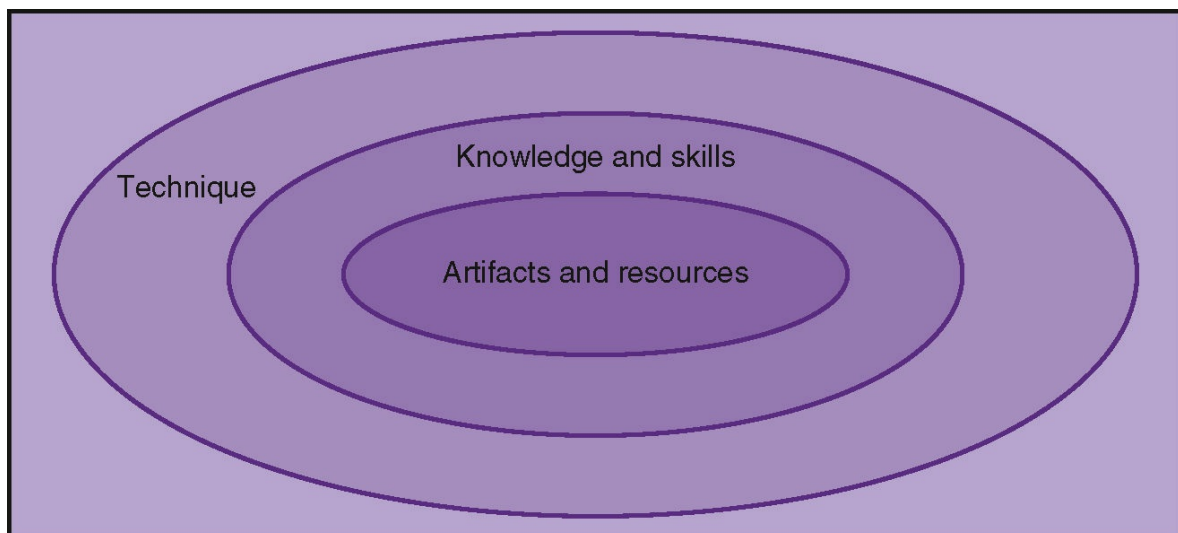 Knowledge and skills
Technique
Artifacts and resources